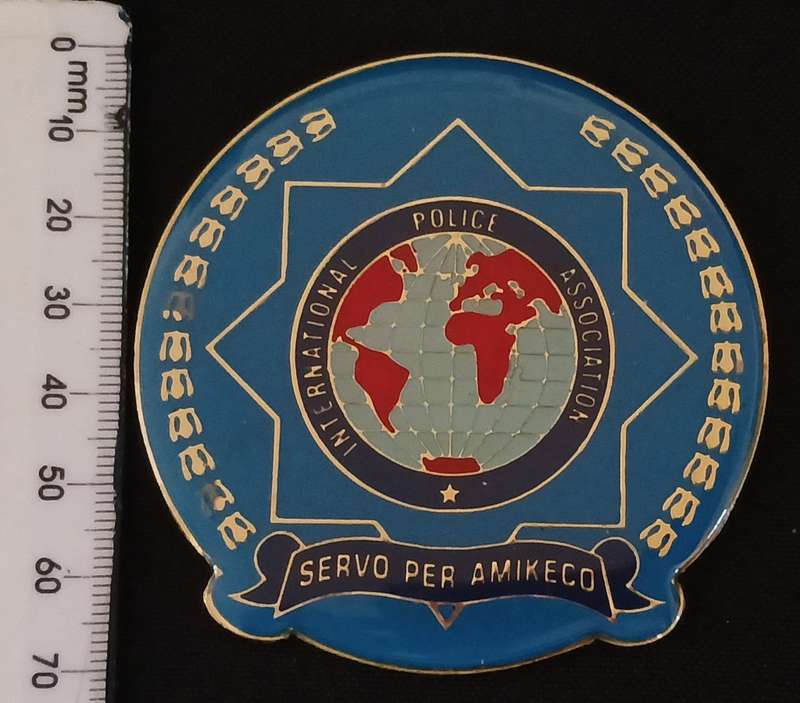 0 mm 10 20 30 40 50 60 70
INTERNATIONAL POLICE ASSOCIATION
SERVO PER AMIKECO